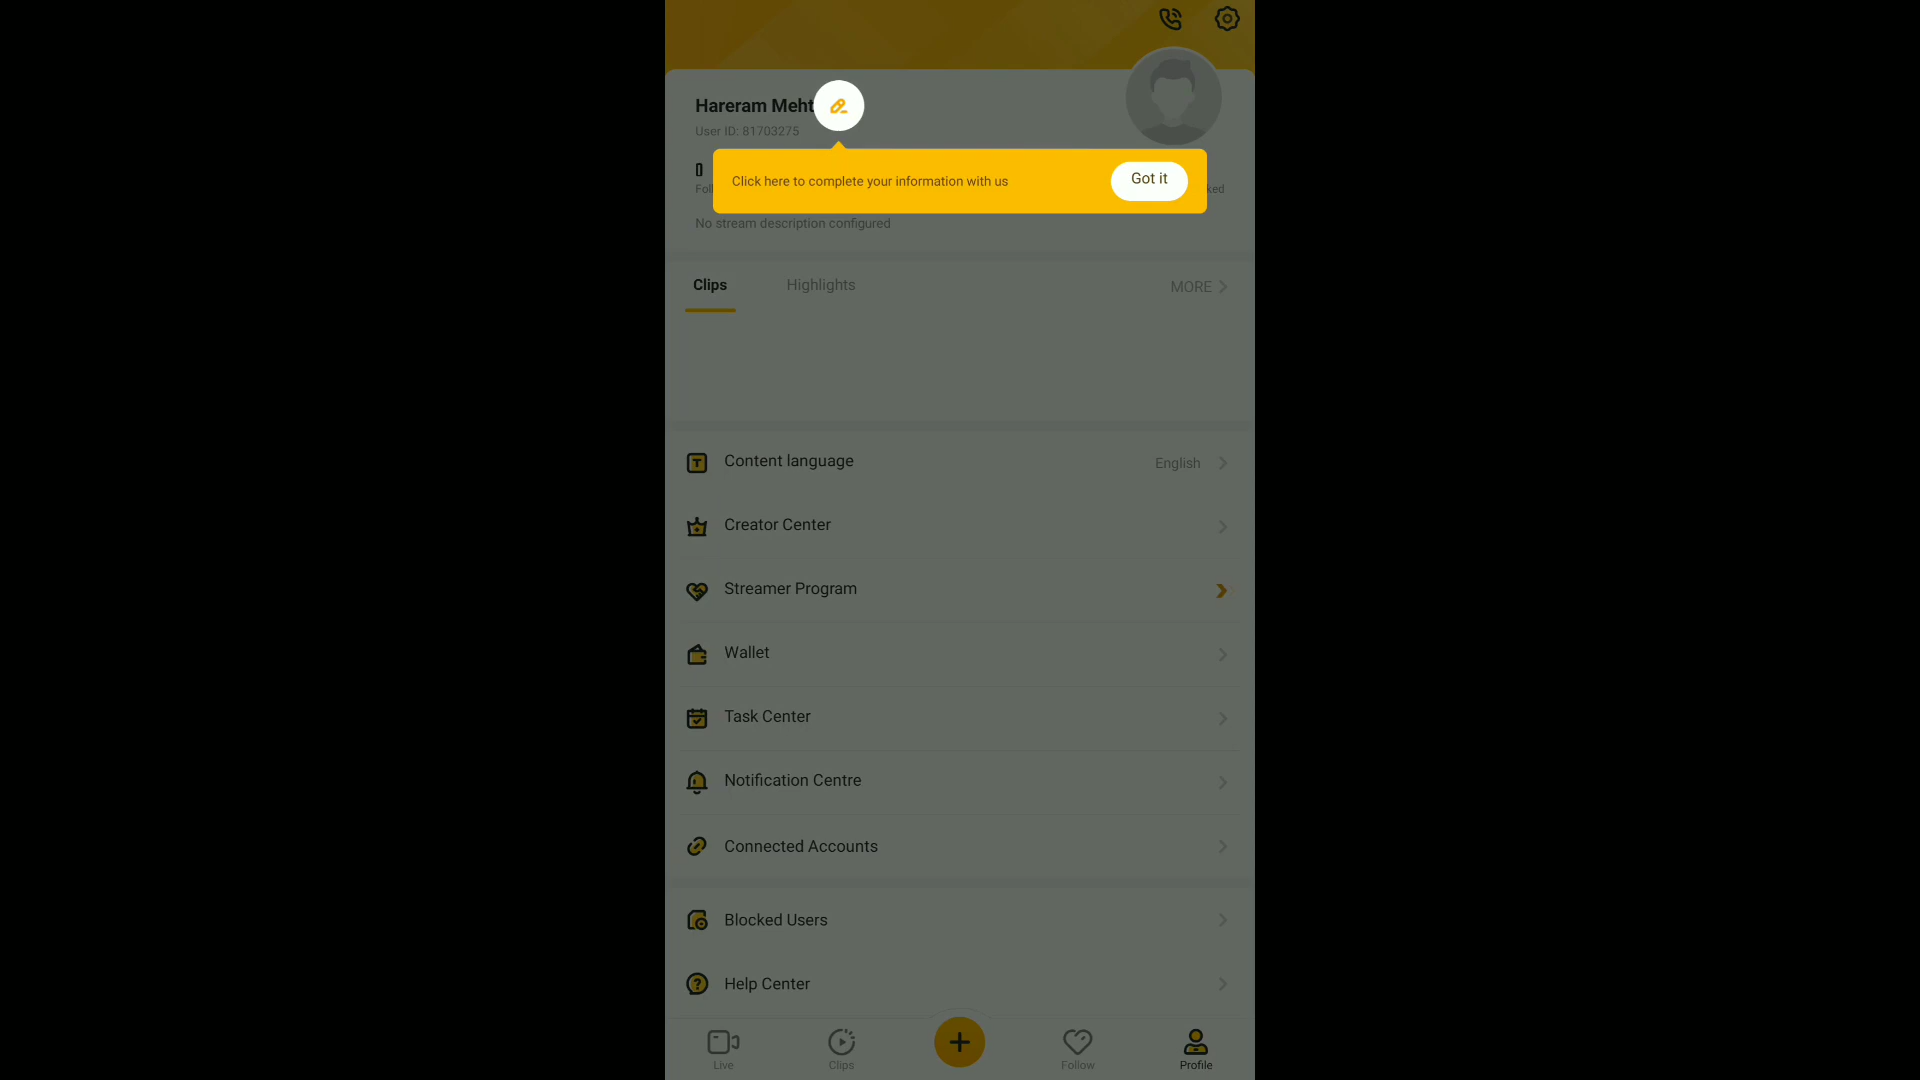 Hareram Meht
User ID: 81703275
0
Foll
ked
Click here to complete your information with us
Got it
No stream description configured
Clips
Highlights
MORE
Content language
English
Creator Center
Streamer Program
Wallet
Task Center
Notification Centre
Connected Accounts
Blocked Users
Help Center
Live
Clips
Follow
Profile